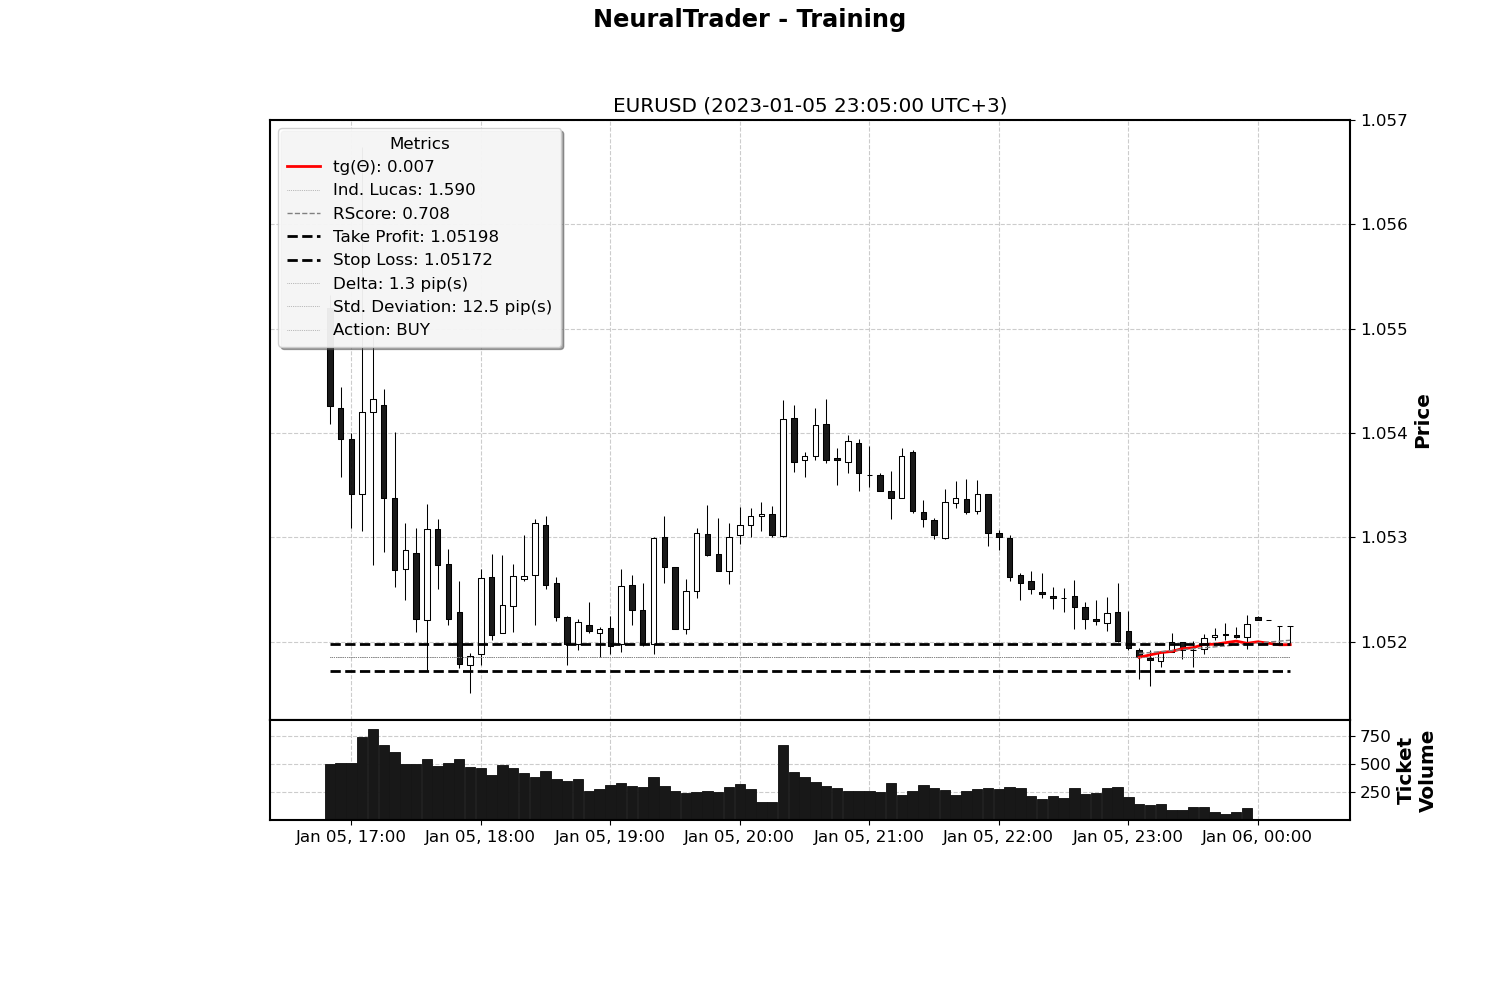 NeuralTrader - Training
EURUSD (2023-01-05 23:05:00 UTC+3)
Metrics
tg(Θ): 0.007
Ind. Lucas: 1.590
RScore: 0.708
Take Profit: 1.05198
Stop Loss: 1.05172
Delta: 1.3 pip(s)
Std. Deviation: 12.5 pip(s)
Action: BUY
1.057
1.056
1.055
1.054
1.053
1.052
Price
750
500
250
Ticket
Volume
Jan 05, 17:00
Jan 05, 18:00
Jan 05, 19:00
Jan 05, 20:00
Jan 05, 21:00
Jan 05, 22:00
Jan 05, 23:00
Jan 06, 00:00